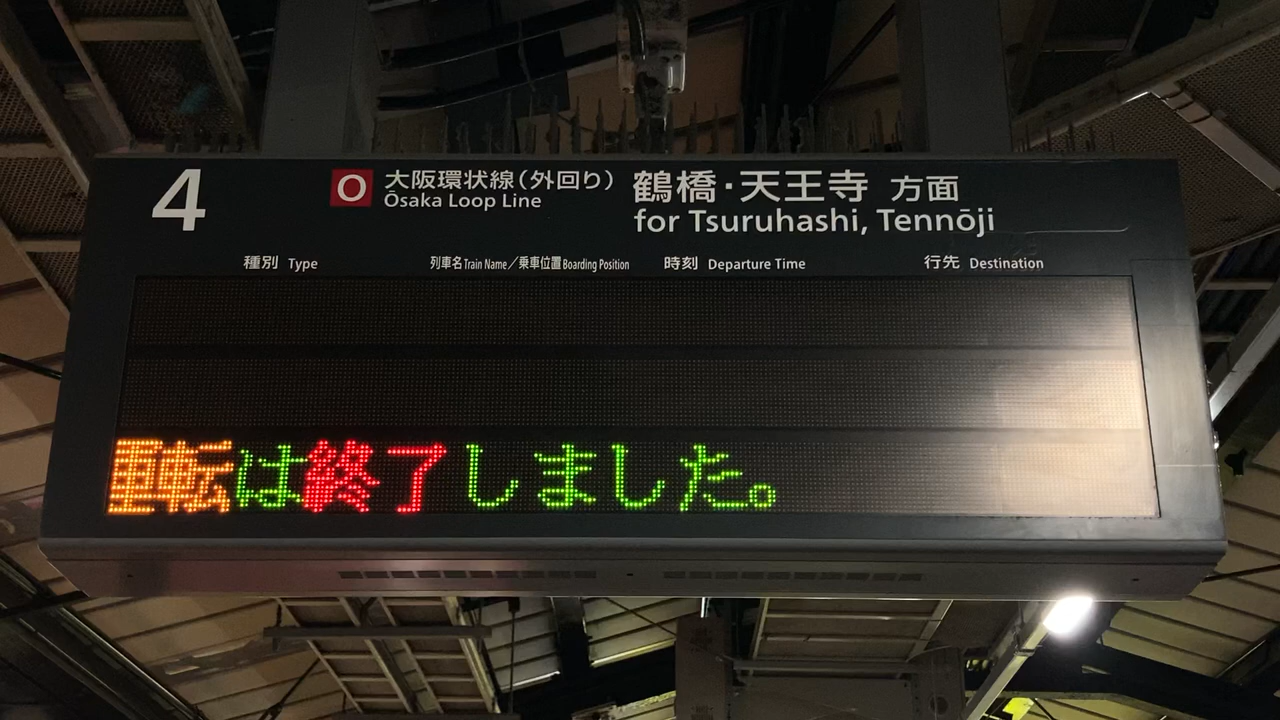 4
O 大阪環状線(外回り) 鶴橋・天王寺 方面
Ōsaka Loop Line for Tsuruhashi, Tennōji
種別 Type 列車名 Train Name／乗車位置 Boarding Position 時刻 Departure Time 行先 Destination
運転は終了しました。